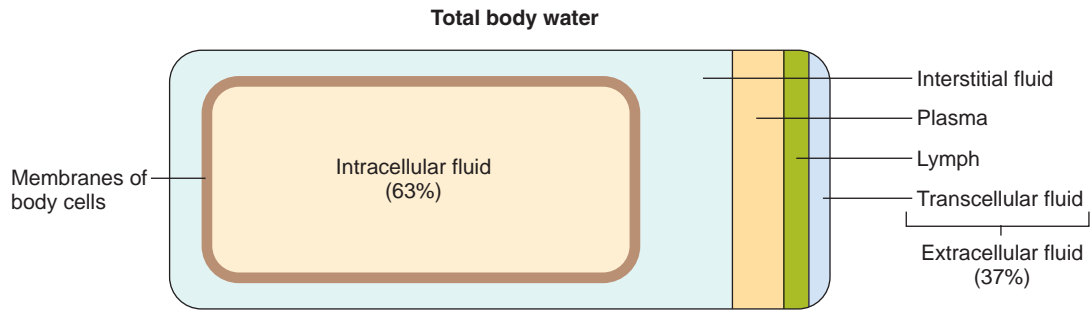 Total body water
Interstitial fluid
Plasma
Lymph
Transcellular fluid
Extracellular fluid
(37%)
Intracellular fluid
(63%)
Membranes of
body cells